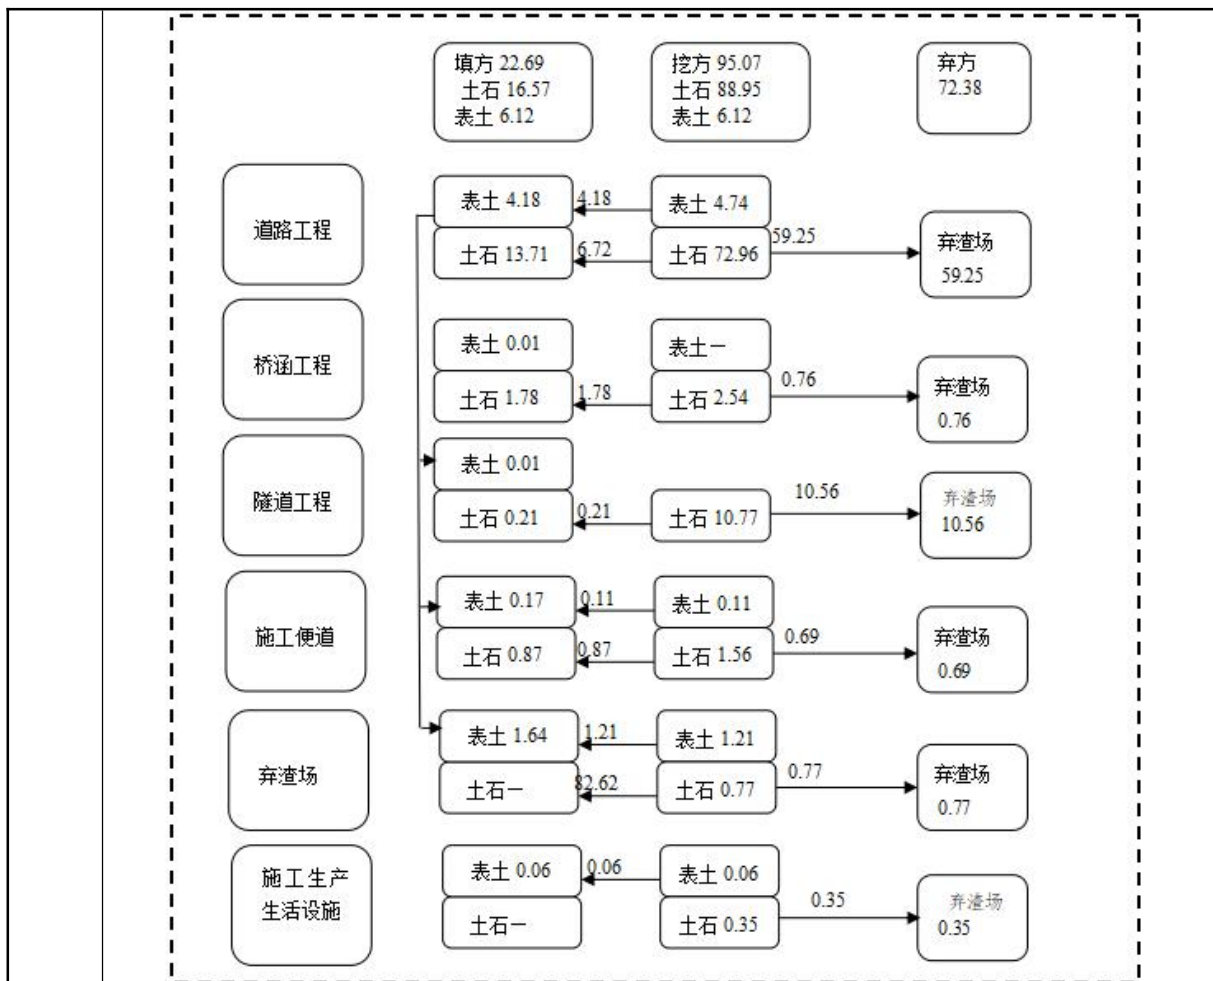 填方 22.69
土石 16.57
表土 6.12
挖方 95.07
土石 88.95
表土 6.12
弃方
72.38
道路工程
表土 4.18
4.18
表土 4.74
土石 13.71
6.72
土石 72.96
59.25
弃渣场
59.25
桥涵工程
表土 0.01
表土—
土石 1.78
1.78
土石 2.54
0.76
弃渣场
0.76
隧道工程
表土 0.01
土石 0.21
0.21
土石 10.77
10.56
弃渣场
10.56
施工便道
表土 0.17
0.11
表土 0.11
土石 0.87
0.87
土石 1.56
0.69
弃渣场
0.69
弃渣场
表土 1.64
1.21
表土 1.21
土石—
82.62
土石 0.77
0.77
弃渣场
0.77
施工生产
生活设施
表土 0.06
0.06
表土 0.06
土石—
土石 0.35
0.35
弃渣场
0.35